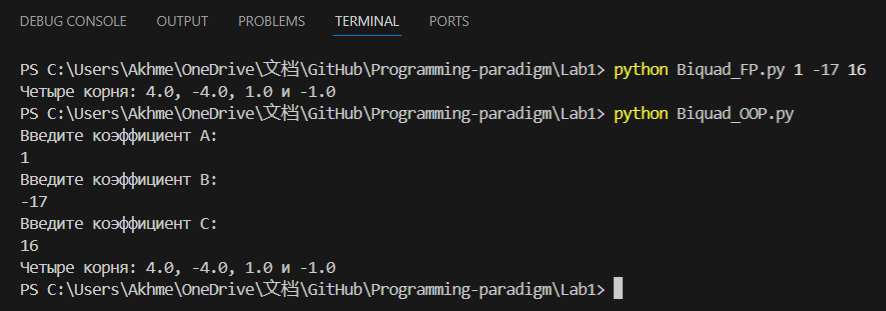 DEBUG CONSOLE OUTPUT PROBLEMS TERMINAL PORTS
PS C:\Users\Akhme\OneDrive\文档\GitHub\Programming-paradigm\Lab1> python Biquad_FP.py 1 -17 16
Четыре корня: 4.0, -4.0, 1.0 и -1.0
PS C:\Users\Akhme\OneDrive\文档\GitHub\Programming-paradigm\Lab1> python Biquad_OOP.py
Введите коэффициент A:
1
Введите коэффициент B:
-17
Введите коэффициент C:
16
Четыре корня: 4.0, -4.0, 1.0 и -1.0
PS C:\Users\Akhme\OneDrive\文档\GitHub\Programming-paradigm\Lab1>